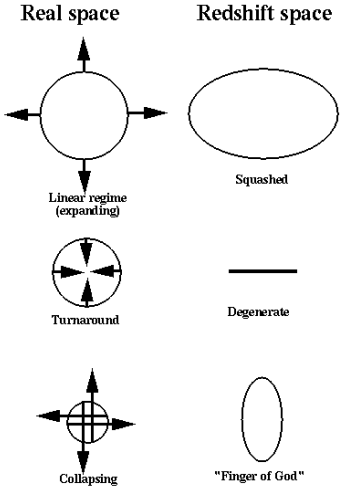 Real space
Redshift space
Linear regime
(expanding)
Squashed
Turnaround
Degenerate
Collapsing
"Finger of God"